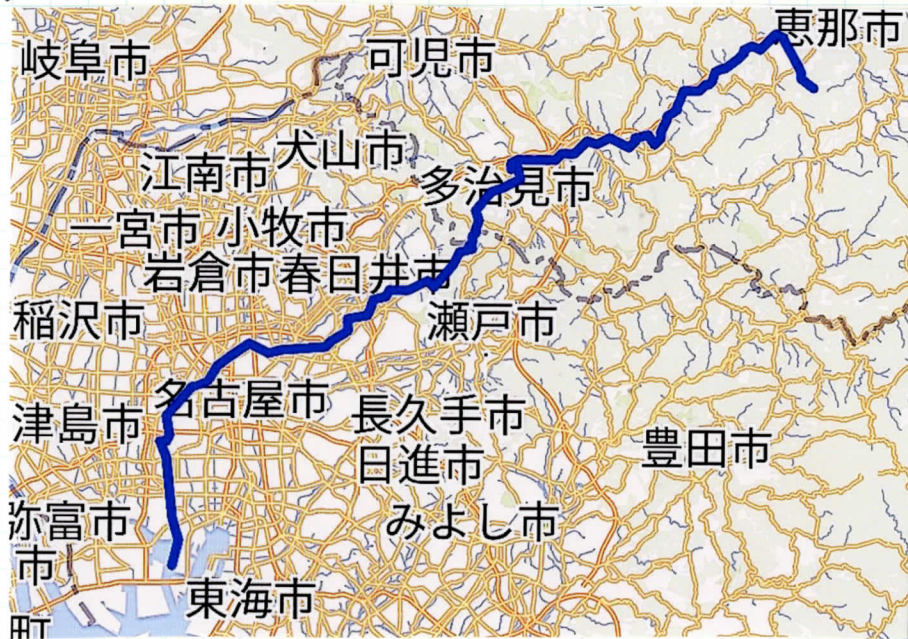 恵那市
岐阜市
可児市
犬山市
江南市
多治見市
一宮市
小牧市
岩倉市
春日井市
稲沢市
瀬戸市
名古屋市
長久手市
津島市
豊田市
日進市
弥富市
みよし市
市
東海市
町